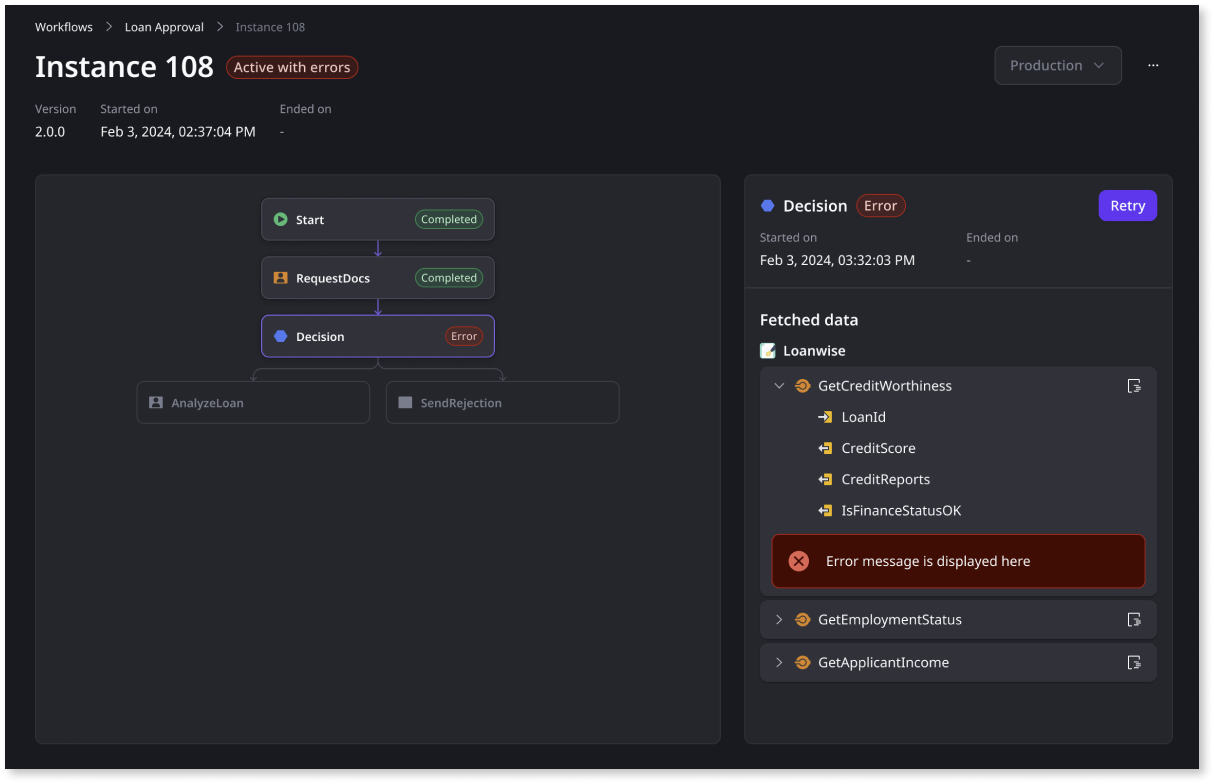 Workflows > Loan Approval > Instance 108
Instance 108 Active with errors
Production
...
Version Started on Ended on
2.0.0 Feb 3, 2024, 02:37:04 PM -
Start Completed
RequestDocs Completed
Decision Error
AnalyzeLoan SendRejection
Decision Error Retry
Started on Ended on
Feb 3, 2024, 03:32:03 PM -
Fetched data
Loanwise
GetCreditWorthiness
LoanId
CreditScore
CreditReports
IsFinanceStatusOK
Error message is displayed here
GetEmploymentStatus
GetApplicantIncome